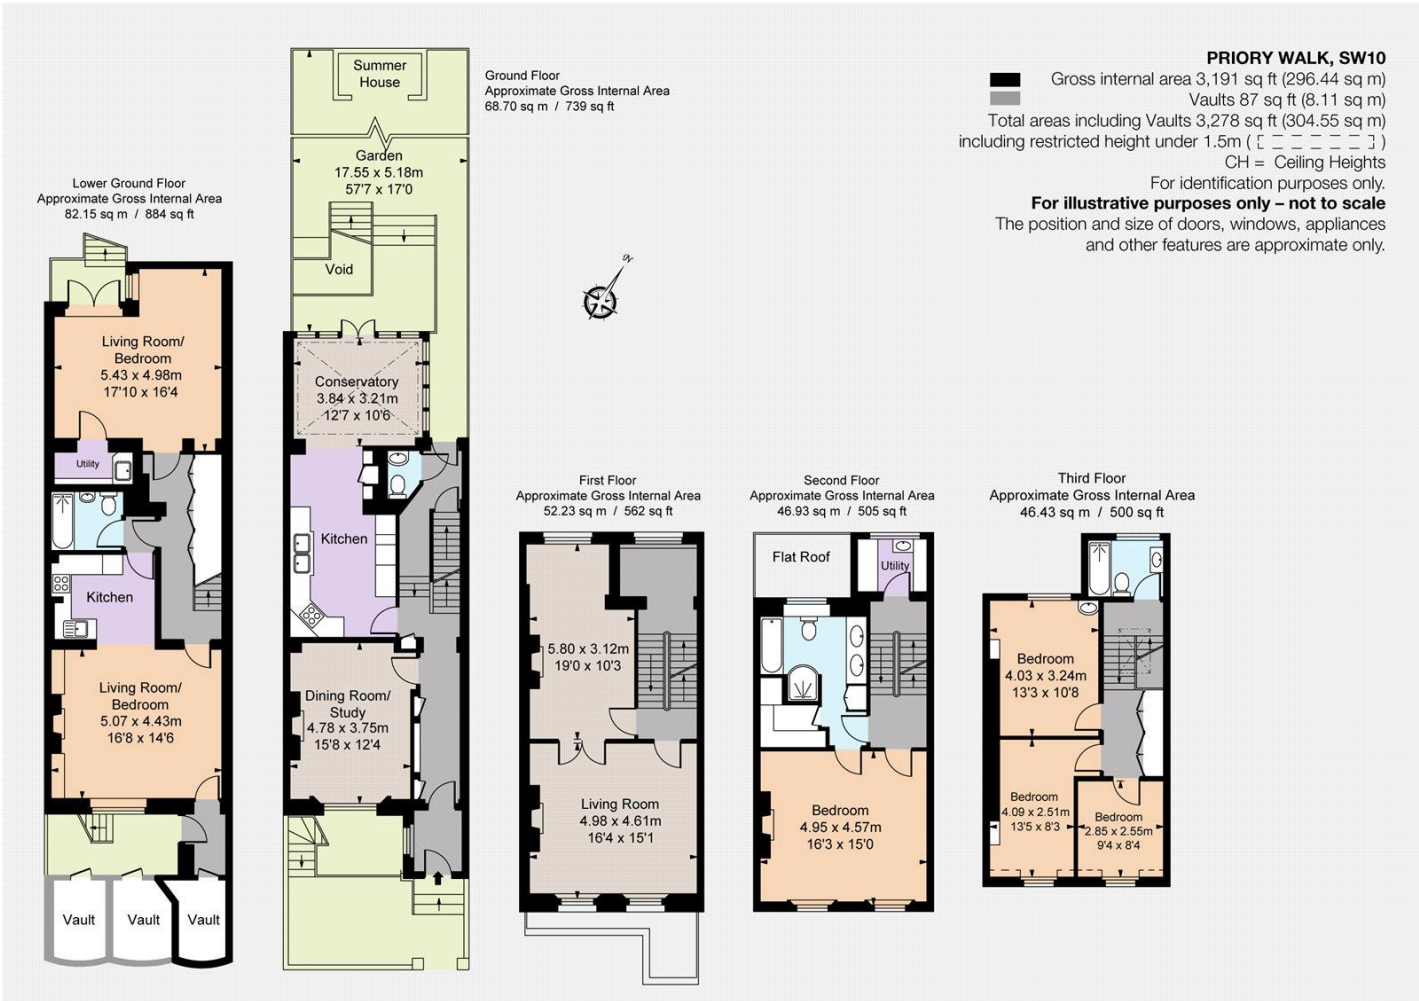 PRIORY WALK, SW10
Gross internal area 3,191 sq ft (296.44 sq m)
Vaults 87 sq ft (8.11 sq m)
Total areas including Vaults 3,278 sq ft (304.55 sq m)
including restricted height under 1.5m ( )
CH = Ceiling Heights
For identification purposes only.
For illustrative purposes only – not to scale
The position and size of doors, windows, appliances
and other features are approximate only.
N
Lower Ground Floor
Approximate Gross Internal Area
82.15 sq m / 884 sq ft
Living Room/
Bedroom
5.43 x 4.98m
17'10 x 16'4
Utility
Kitchen
Living Room/
Bedroom
5.07 x 4.43m
16'8 x 14'6
Vault
Vault
Vault
Ground Floor
Approximate Gross Internal Area
68.70 sq m / 739 sq ft
Summer
House
Garden
17.55 x 5.18m
57'7 x 17'0
Void
Conservatory
3.84 x 3.21m
12'7 x 10'6
Kitchen
Dining Room/
Study
4.78 x 3.75m
15'8 x 12'4
First Floor
Approximate Gross Internal Area
52.23 sq m / 562 sq ft
5.80 x 3.12m
19'0 x 10'3
Living Room
4.98 x 4.61m
16'4 x 15'1
Second Floor
Approximate Gross Internal Area
46.93 sq m / 505 sq ft
Flat Roof
Utility
Bedroom
4.95 x 4.57m
16'3 x 15'0
Third Floor
Approximate Gross Internal Area
46.43 sq m / 500 sq ft
Bedroom
4.03 x 3.24m
13'3 x 10'8
Bedroom
4.09 x 2.51m
13'5 x 8'3
Bedroom
2.85 x 2.55m
9'4 x 8'4